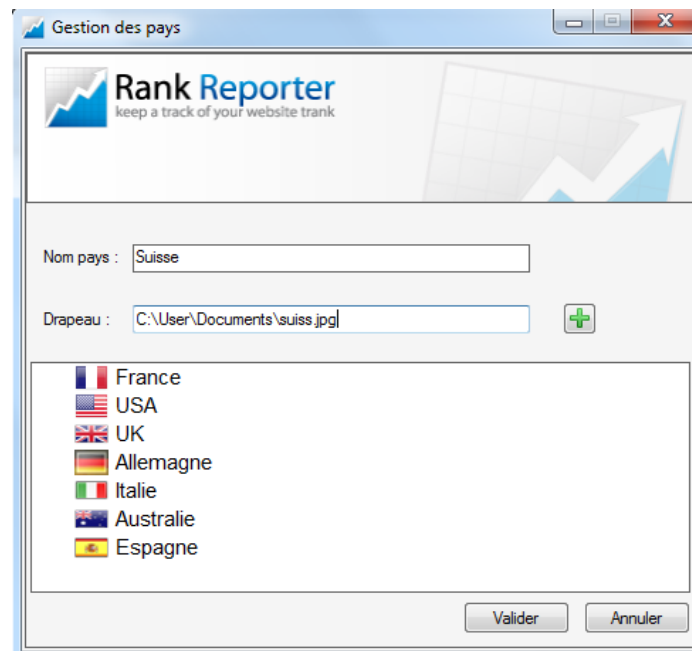 Gestion des pays
Rank Reporter
keep a track of your website trank
Nom pays : Suisse
Drapeau : C:\User\Documents\suiss.jpg
France
USA
UK
Allemagne
Italie
Australie
Espagne
Valider Annuler